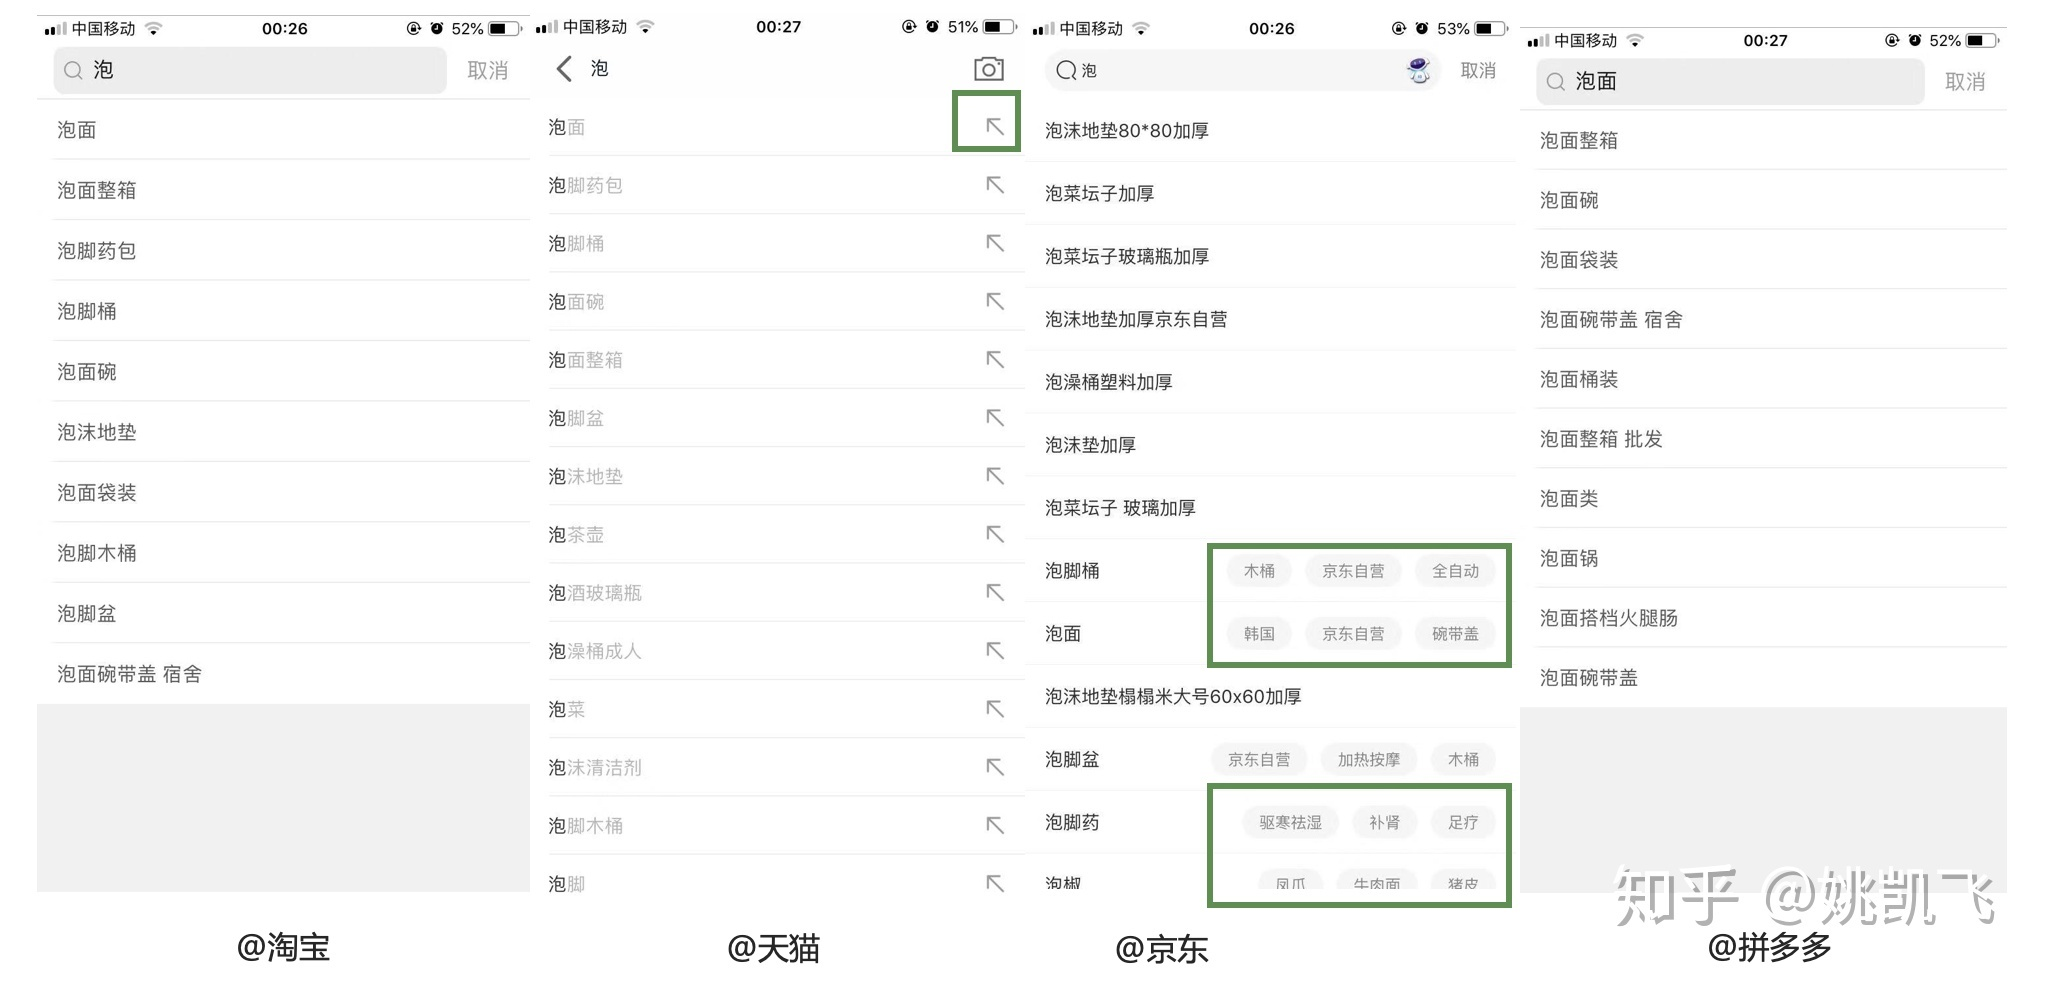 中国移动 00:26 52%
泡 取消
泡面
泡面整箱
泡脚药包
泡脚桶
泡面碗
泡沫地垫
泡面袋装
泡脚木桶
泡脚盆
泡面碗带盖 宿舍
@淘宝
中国移动 00:27 51%
泡
泡面
泡脚药包
泡脚桶
泡面碗
泡面整箱
泡脚盆
泡沫地垫
泡茶壶
泡酒玻璃瓶
泡澡桶成人
泡菜
泡沫清洁剂
泡脚木桶
泡脚
@天猫
中国移动 00:26 53%
泡 取消
泡沫地垫80*80加厚
泡菜坛子加厚
泡菜坛子玻璃瓶加厚
泡沫地垫加厚京东自营
泡澡桶塑料加厚
泡沫垫加厚
泡菜坛子 玻璃加厚
泡脚桶 木桶 京东自营 全自动
泡面 韩国 京东自营 碗带盖
泡沫地垫榻榻米大号60x60加厚
泡脚盆 京东自营 加热按摩 木桶
泡脚药 驱寒祛湿 补肾 足疗
泡椒 凤爪 牛肉面 猪皮
@京东
中国移动 00:27 52%
泡面 取消
泡面整箱
泡面碗
泡面袋装
泡面碗带盖 宿舍
泡面桶装
泡面整箱 批发
泡面类
泡面锅
泡面搭档火腿肠
泡面碗带盖
知乎 @姚凯飞
@拼多多